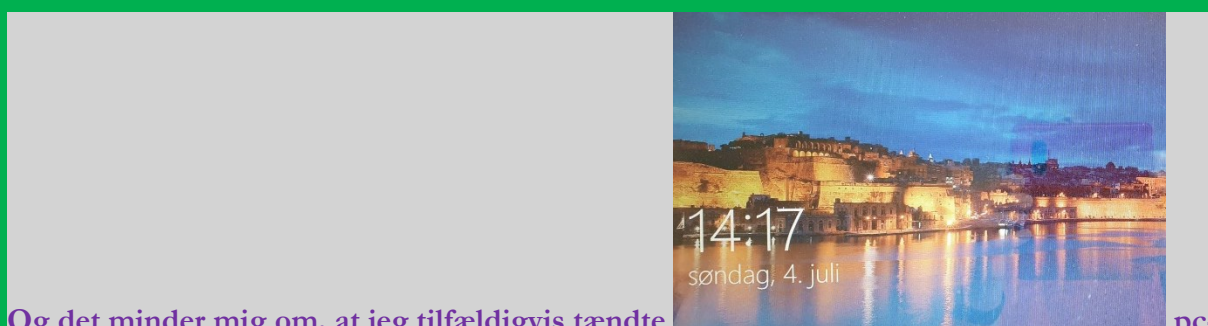 14:17
søndag, 4. juli
Og det minder mig om, at jeg tilfældigvis tændte pc